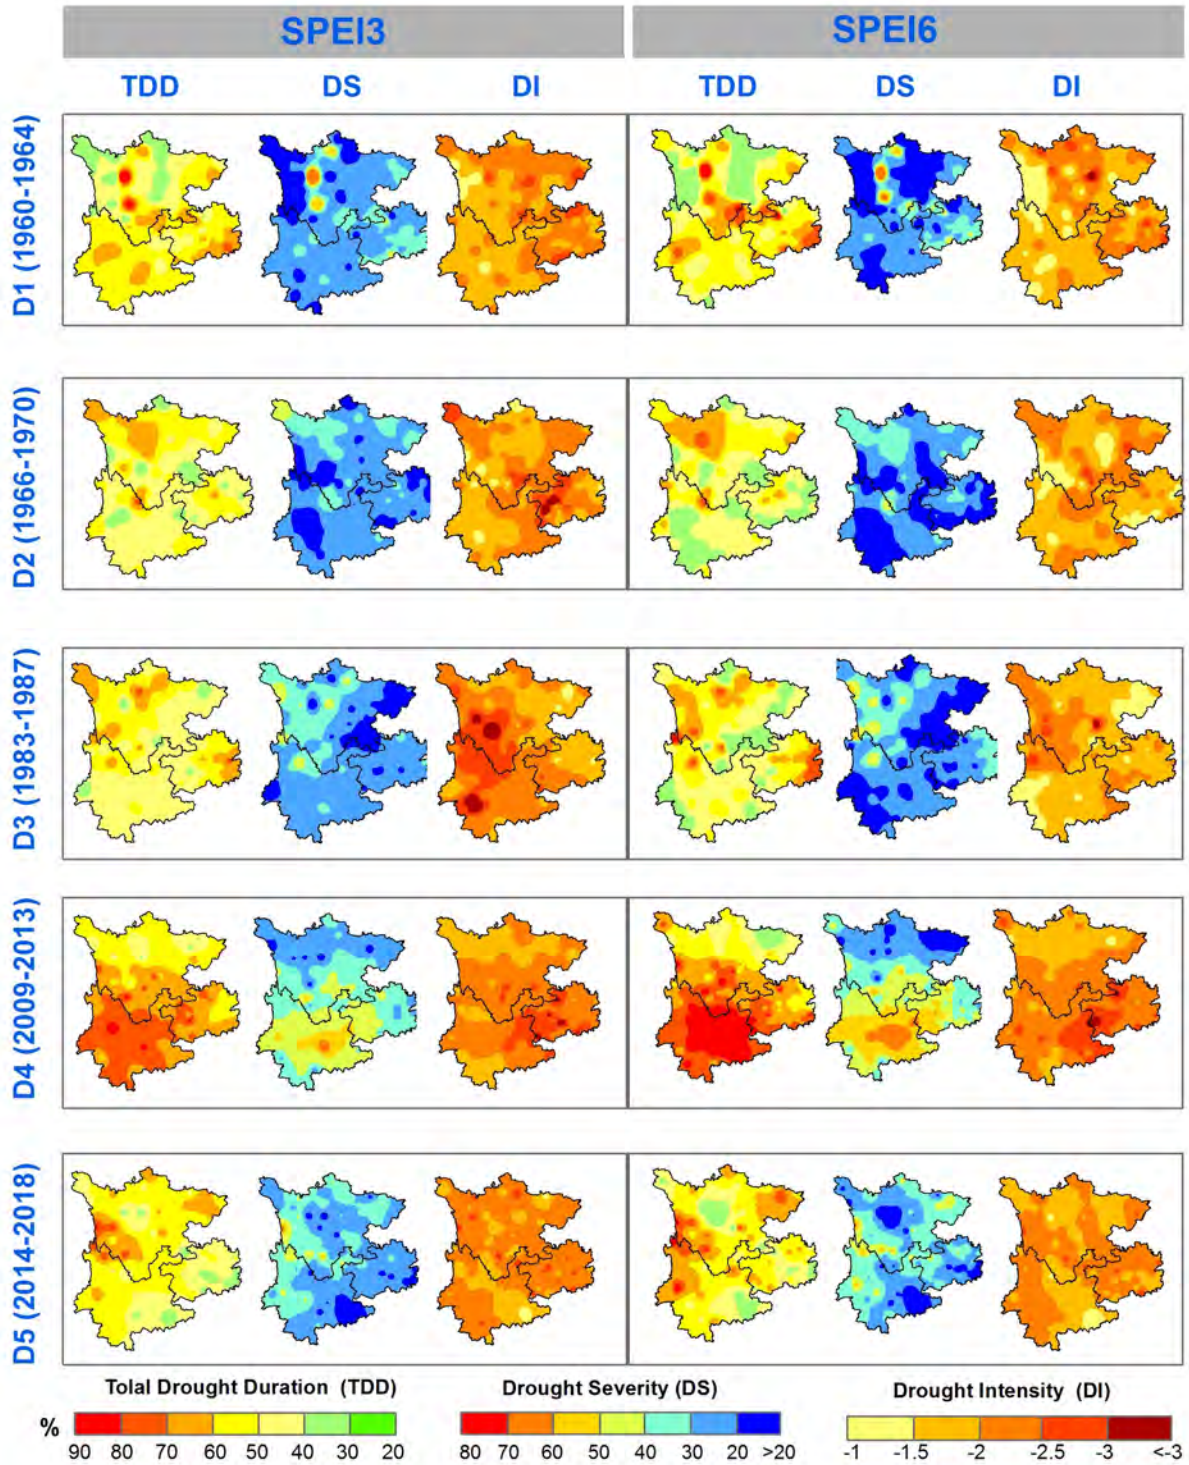 SPEI3 SPEI6
TDD DS DI TDD DS DI
D1 (1960-1964)
D2 (1966-1970)
D3 (1983-1987)
D4 (2009-2013)
D5 (2014-2018)
Tolal Drought Duration (TDD) Drought Severity (DS) Drought Intensity (DI)
%
90 80 70 60 50 40 30 20 80 70 60 50 40 30 20 >20 -1 -1.5 -2 -2.5 -3 <-3